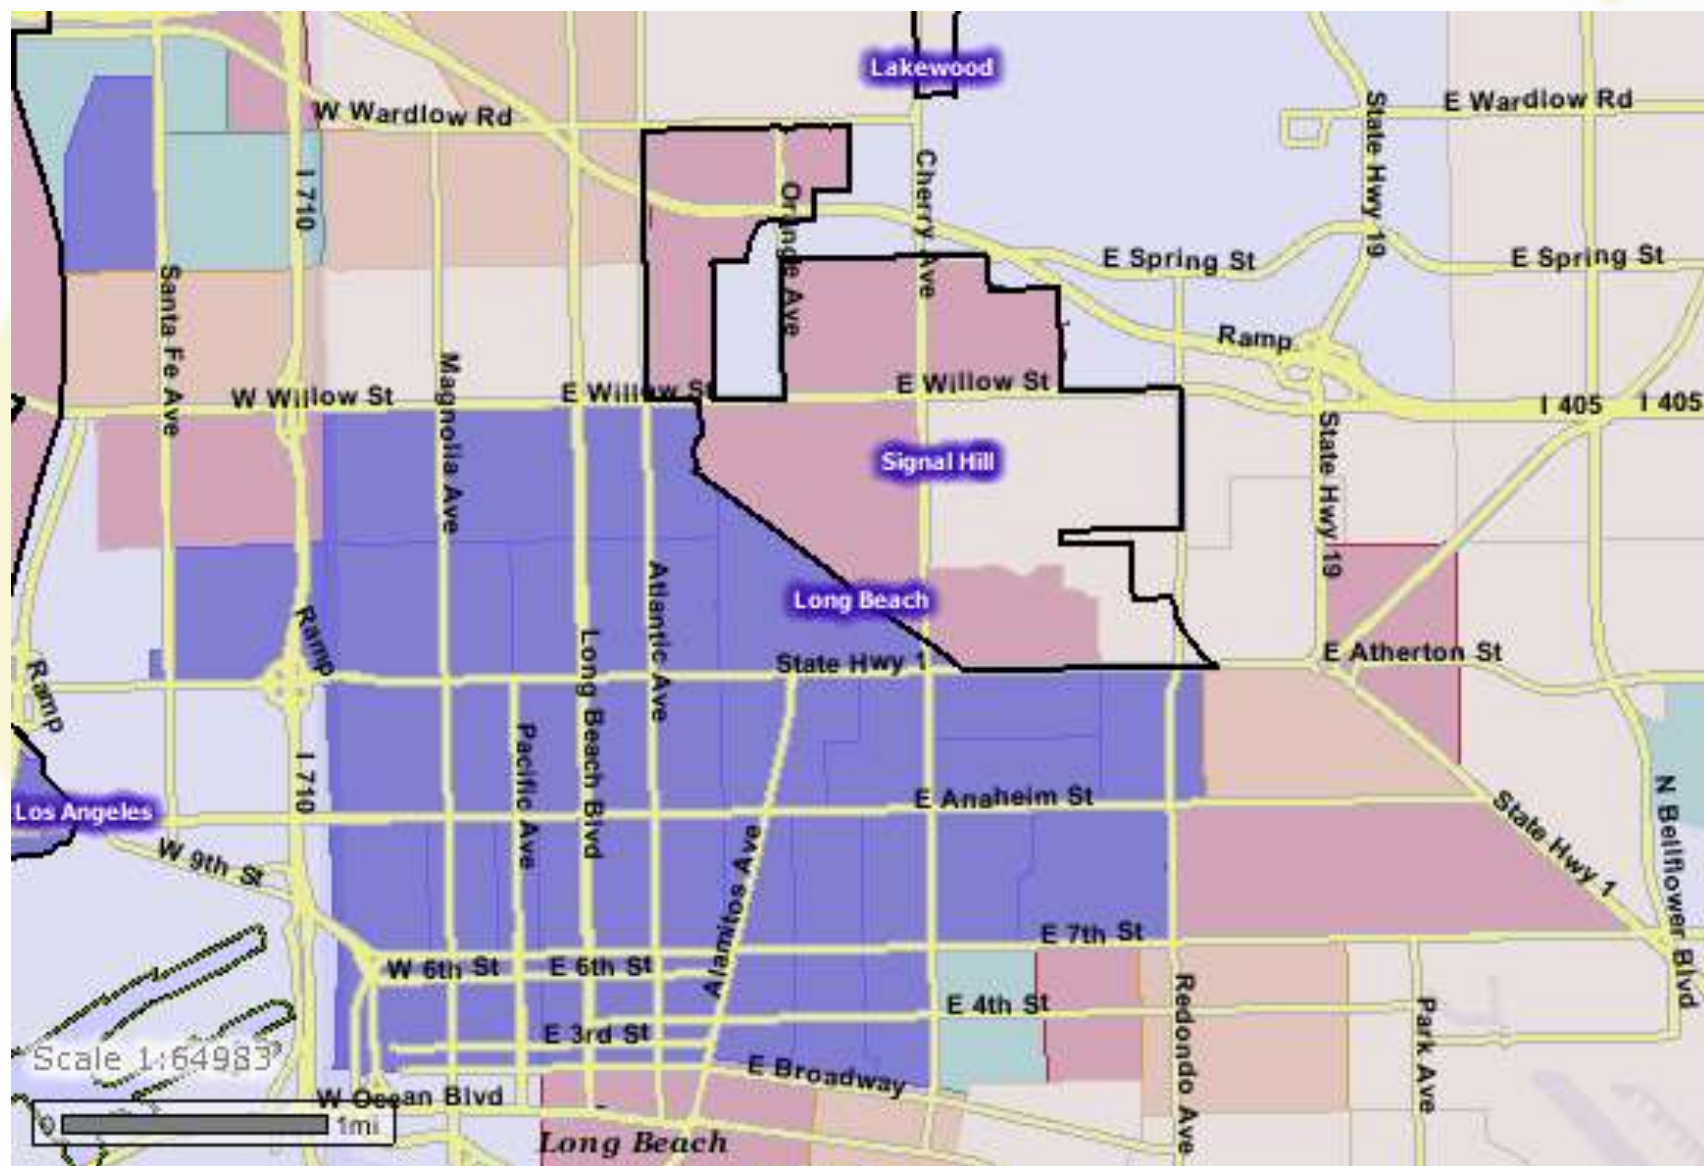 Lakewood
W Wardlow Rd
E Wardlow Rd
State Hwy 19
I 710
Cherry Ave
Orange Ave
Santa Fe Ave
E Spring St
E Spring St
Ramp
Magnolia Ave
W Willow St
E Willow St
E Willow St
I 405
I 405
State Hwy 19
Signal Hill
Atlantic Ave
Long Beach
Ramp
Long Beach Blvd
Ramp
State Hwy 1
E Atherton St
Pacific Ave
I 710
Los Angeles
E Anaheim St
State Hwy 1
N Bellflower Blvd
W 9th St
Alamitos Ave
E 7th St
W 6th St
E 6th St
Redondo Ave
E 4th St
Park Ave
E 3rd St
Scale 1:64983
E Broadway
W Ocean Blvd
0
1mi
Long Beach